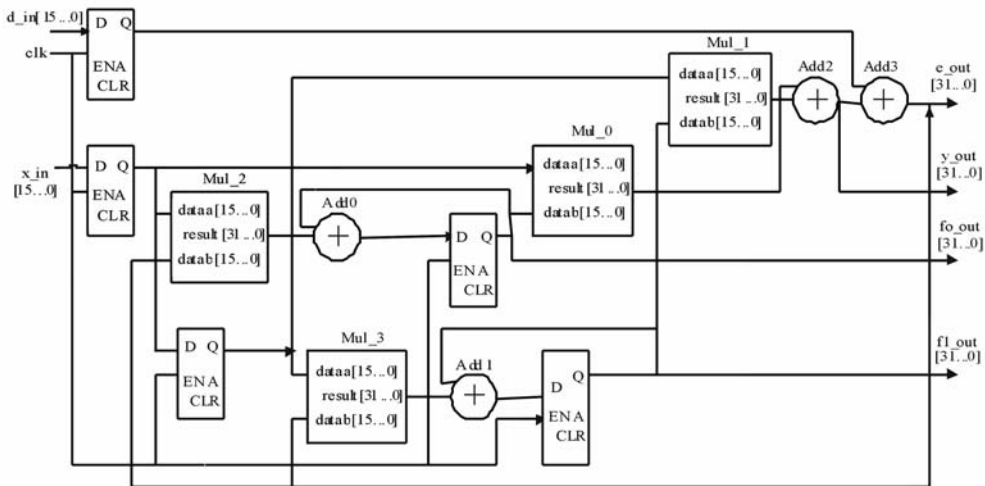 d_in[15...0]
clk
D Q
ENA
CLR
x_in
[15...0]
D Q
ENA
CLR
Mul_2
dataa[15...0]
result[31...0]
datab[15...0]
Add0
D Q
ENA
CLR
Mul_0
dataa[15...0]
result[31...0]
datab[15...0]
Mul_1
dataa[15...0]
result[31...0]
datab[15...0]
Add2
Add3
e_out
[31...0]
y_out
[31...0]
fo_out
[31...0]
D Q
ENA
CLR
Mul_3
dataa[15...0]
result[31...0]
datab[15...0]
Add1
D Q
ENA
CLR
f1_out
[31...0]